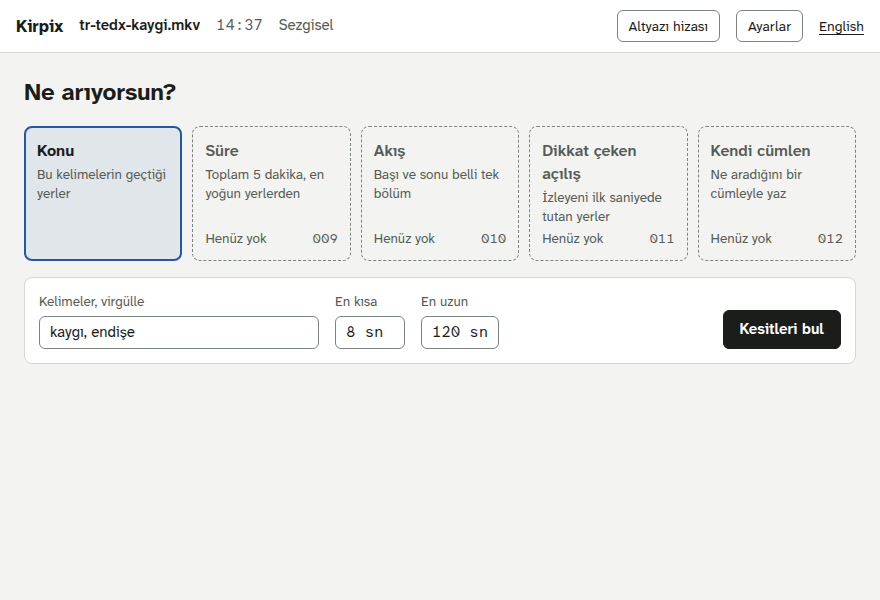 Kirpix tr-tedx-kaygi.mkv 14:37 Sezgisel Altyazı hizası Ayarlar English
Ne arıyorsun?
Konu
Bu kelimelerin geçtiği
yerler
Süre
Toplam 5 dakika, en
yoğun yerlerden
Henüz yok 009
Akış
Başı ve sonu belli tek
bölüm
Henüz yok 010
Dikkat çeken
açılış
İzleyeni ilk saniyede
tutan yerler
Henüz yok 011
Kendi cümlen
Ne aradığını bir
cümleyle yaz
Henüz yok 012
Kelimeler, virgülle
kaygı, endişe
En kısa
8 sn
En uzun
120 sn
Kesitleri bul